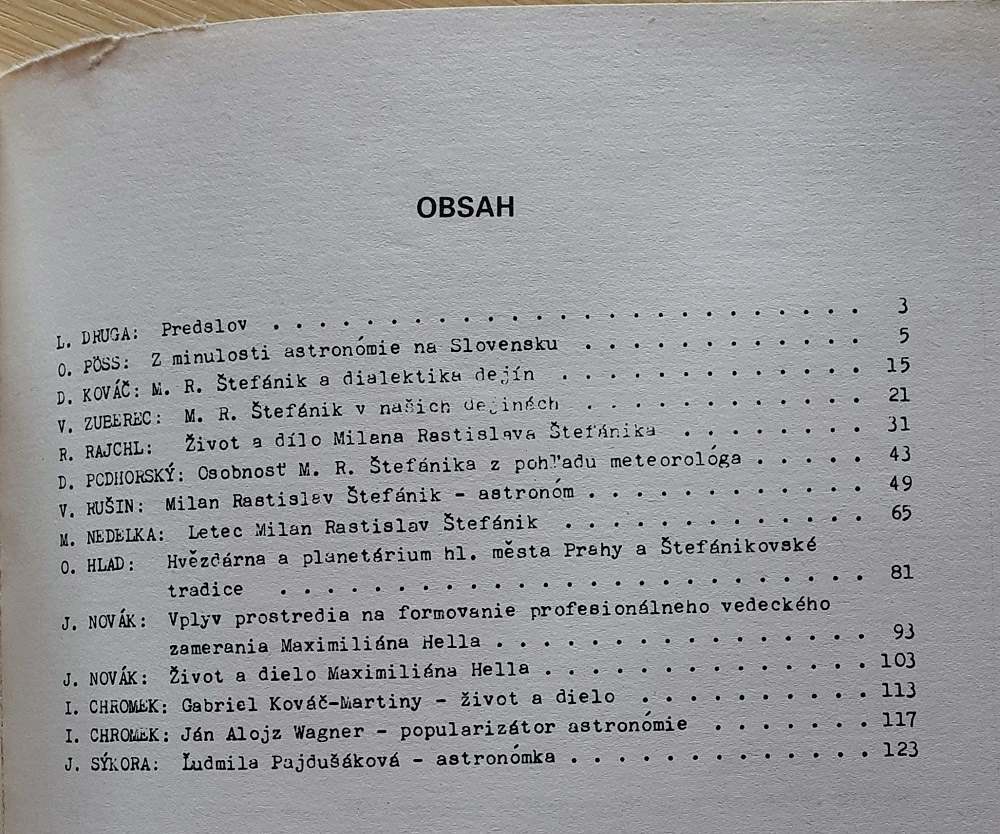 OBSAH
L. DRUGA: Predslov . . . . . . . . . . . . . . . . . . . . . . . . . 3
O. PÖSS: Z minulosti astronómie na Slovensku . . . . . . . . . . . . 5
D. KOVÁČ: M. R. Štefánik a dialektika dejín . . . . . . . . . . . . . 15
V. ZUBEREC: M. R. Štefánik v našich dejinách . . . . . . . . . . . . 21
R. RAJCHL: Život a dílo Milana Rastislava Štefánika . . . . . . . . 31
D. PODHORSKÝ: Osobnosť M. R. Štefánika z pohľadu meteorológa . . . . . 43
V. RUŠIN: Milan Rastislav Štefánik - astronóm . . . . . . . . . . . . 49
M. NEDELKA: Letec Milan Rastislav Štefánik . . . . . . . . . . . . . 65
O. HLAD: Hvězdárna a planetárium hl. města Prahy a Štefánikovské
tradice . . . . . . . . . . . . . . . . . . . . . . . . . . 81
J. NOVÁK: Vplyv prostredia na formovanie profesionálneho vedeckého
zamerania Maximiliána Hella . . . . . . . . . . . . . . . . 93
J. NOVÁK: Život a dielo Maximiliána Hella . . . . . . . . . . . . . . 103
I. CHROMEK: Gabriel Kováč-Martiny - život a dielo . . . . . . . . . . 113
I. CHROMEK: Ján Alojz Wagner - popularizátor astronómie . . . . . . . 117
J. SÝKORA: Ľudmila Pajdušáková - astronómka . . . . . . . . . . . . . 123